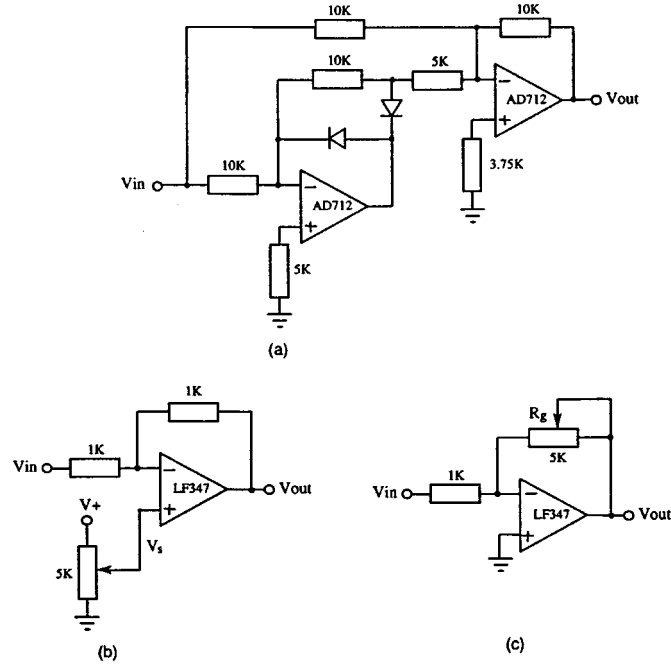 10K
10K
10K
5K
AD712
Vout
3.75K
Vin
10K
AD712
5K
(a)
1K
1K
Vin
LF347
Vout
V+
Vs
5K
(b)
Rg
5K
1K
Vin
LF347
Vout
(c)